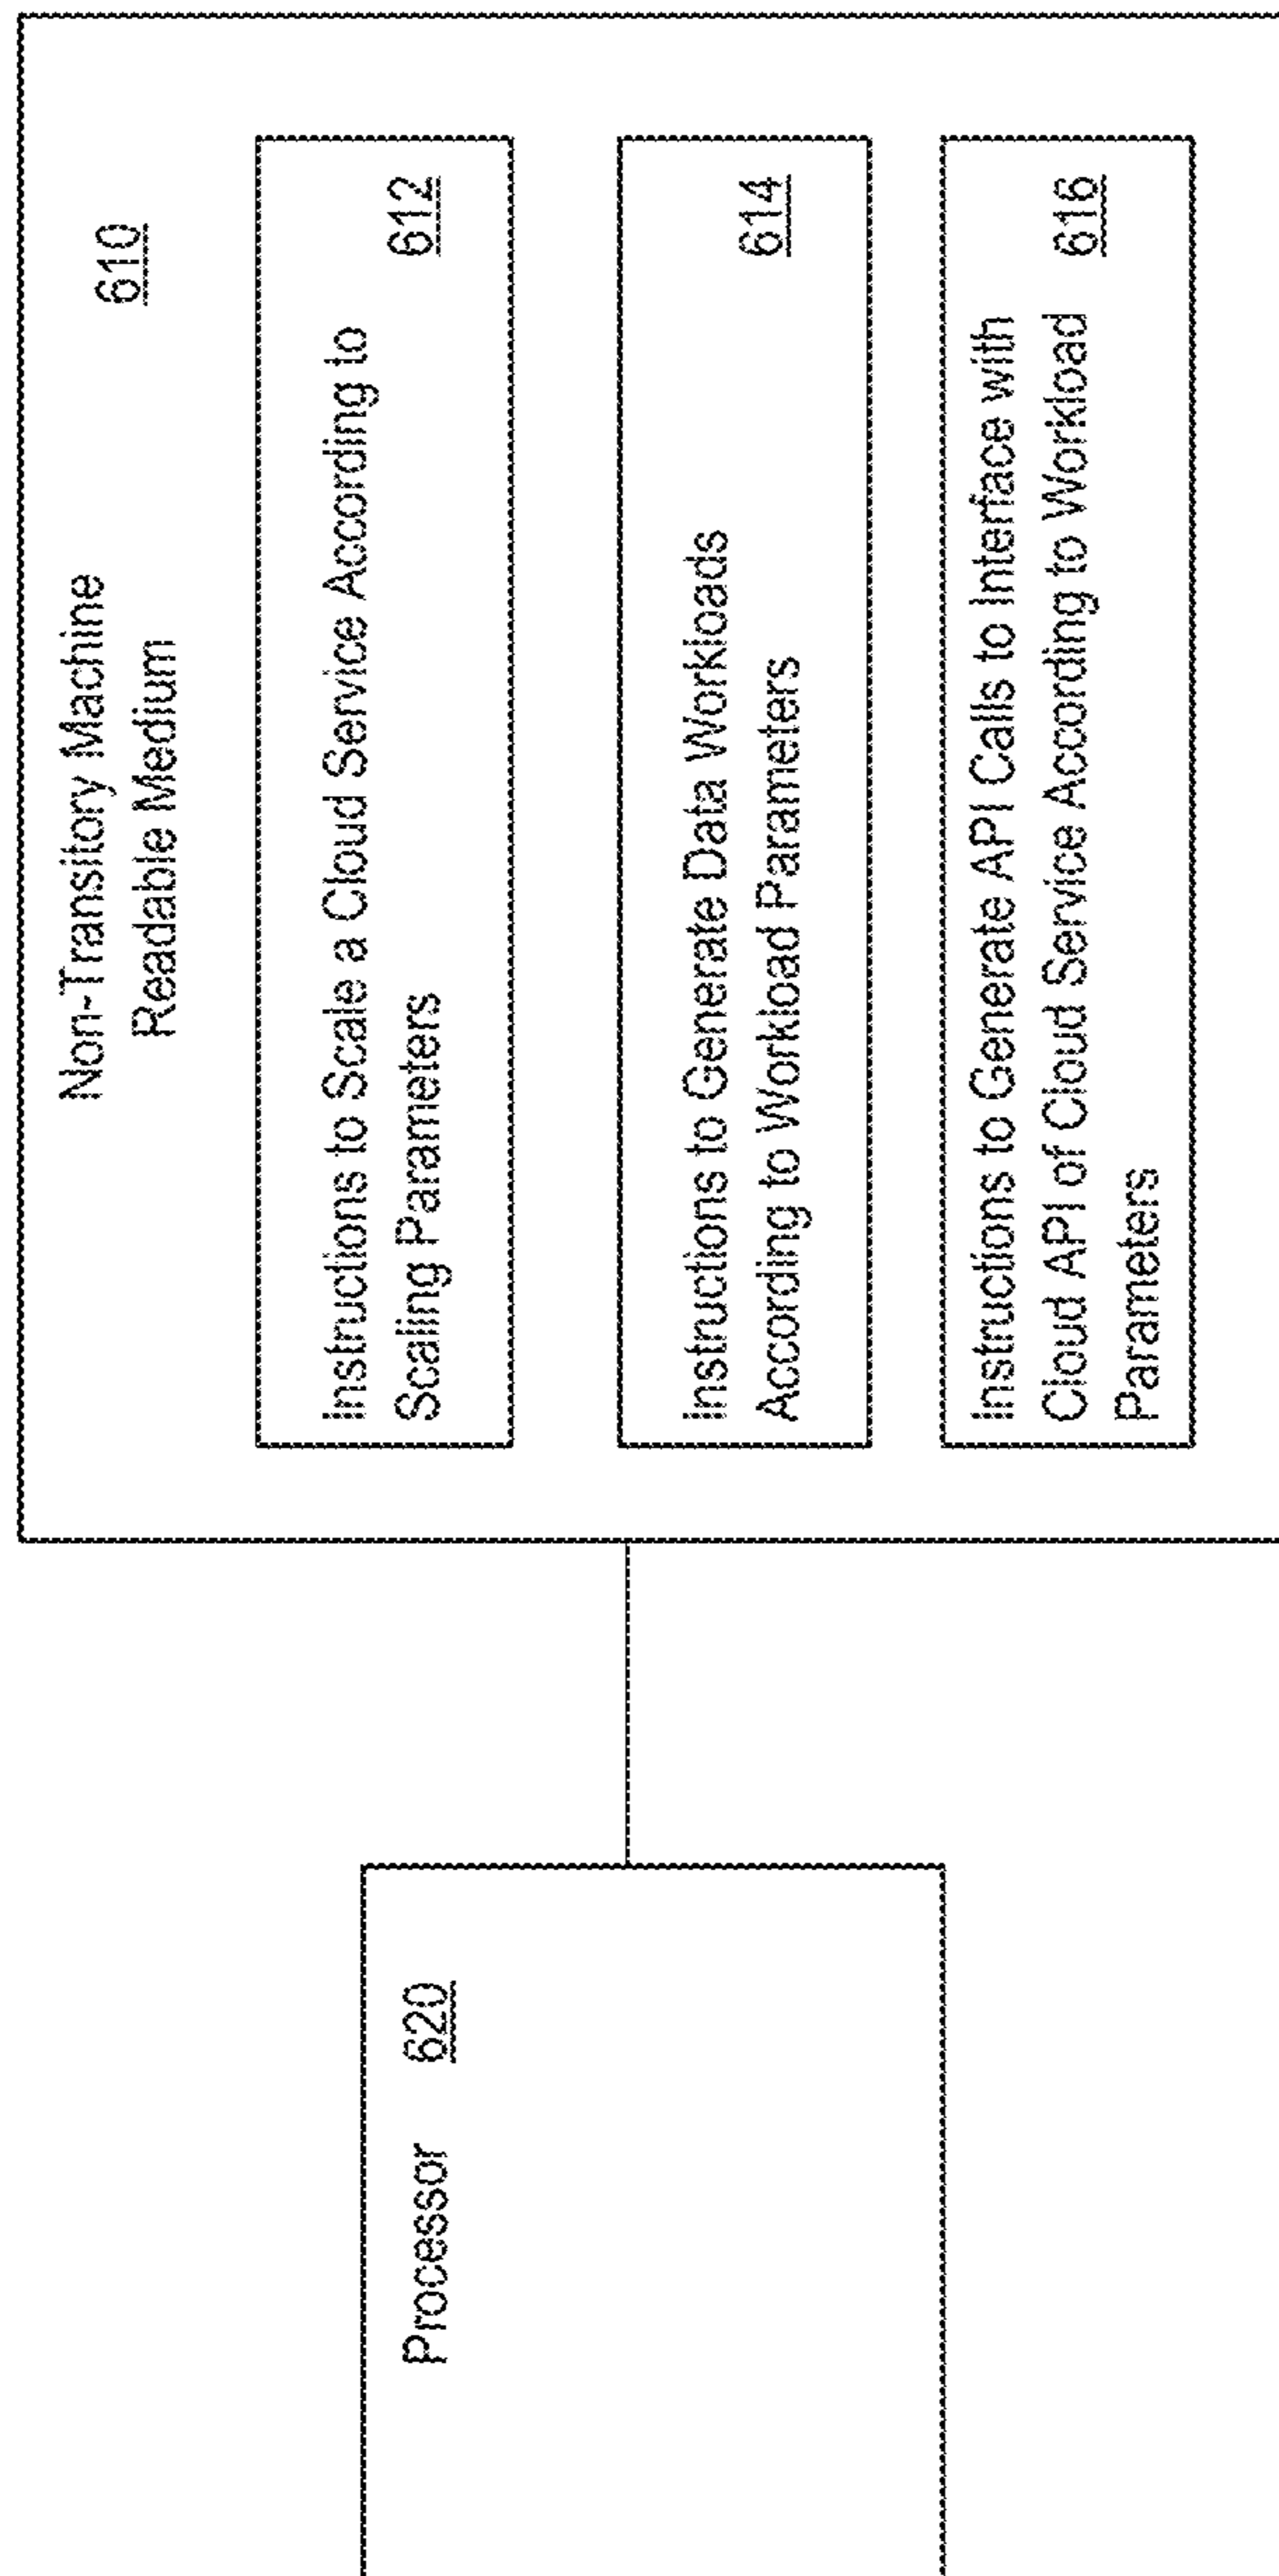 Non-Transitory Machine
Readable Medium
610
Instructions to Scale a Cloud Service According to
Scaling Parameters
612
Instructions to Generate Data Workloads
According to Workload Parameters
614
Instructions to Generate API Calls to Interface with
Cloud API of Cloud Service According to Workload
Parameters
616
Processor 620